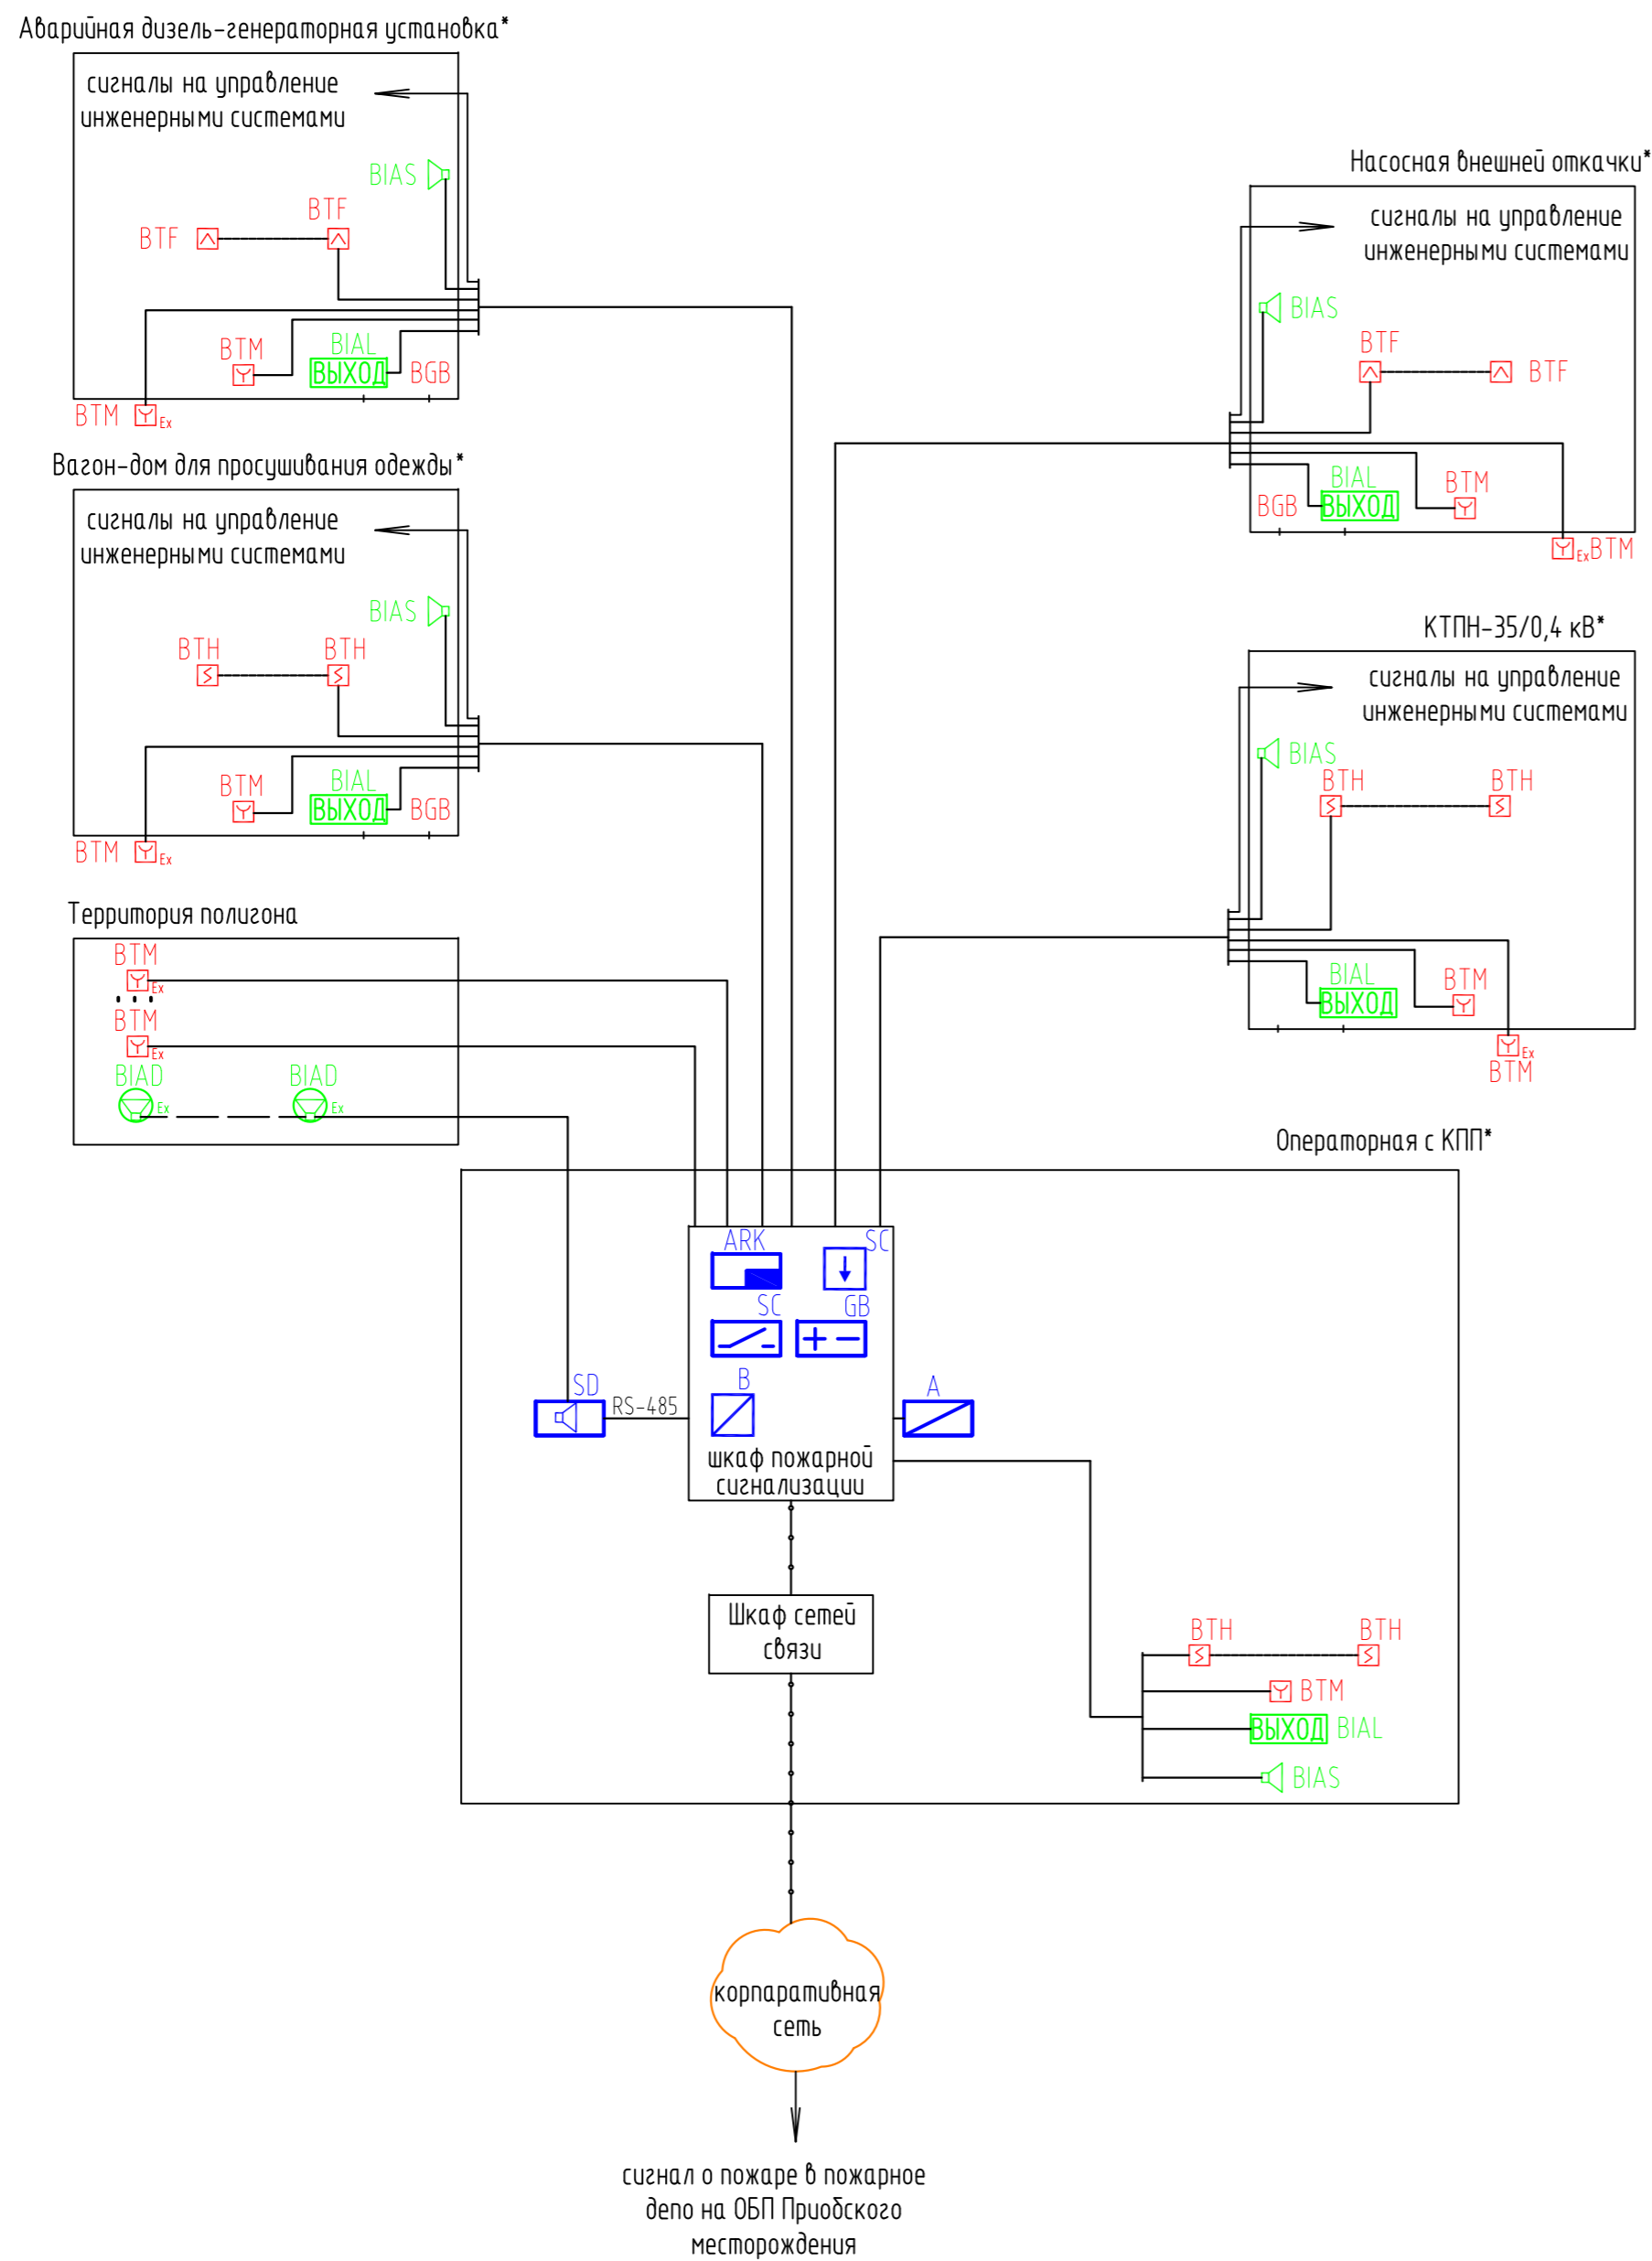 Аварийная дизель-генераторная установка*
сигналы на управление
инженерными системами
BIAS
BTF
BTF
BTM
BIAL
ВЫХОД
BGB
BTM
Ex
Вагон-дом для просушивания одежды*
сигналы на управление
инженерными системами
BIAS
BTH
BTH
BTM
BIAL
ВЫХОД
BGB
BTM
Ex
Территория полигона
BTM
Ex
BTM
Ex
BIAD
BIAD
Ex
Ex
Насосная внешней откачки*
сигналы на управление
инженерными системами
BIAS
BTF
BTF
BIAL
BTM
BGB
ВЫХОД
Ex
BTM
КТПН-35/0,4 кВ*
сигналы на управление
инженерными системами
BIAS
BTH
BTH
BIAL
BTM
ВЫХОД
Ex
BTM
Операторная с КПП*
ARK
SC
SC
GB
SD
RS-485
B
A
шкаф пожарной
сигнализации
Шкаф сетей
связи
BTH
BTH
BTM
ВЫХОД BIAL
BIAS
корпаративная
сеть
сигнал о пожаре в пожарное
депо на ОБП Приобского
месторождения